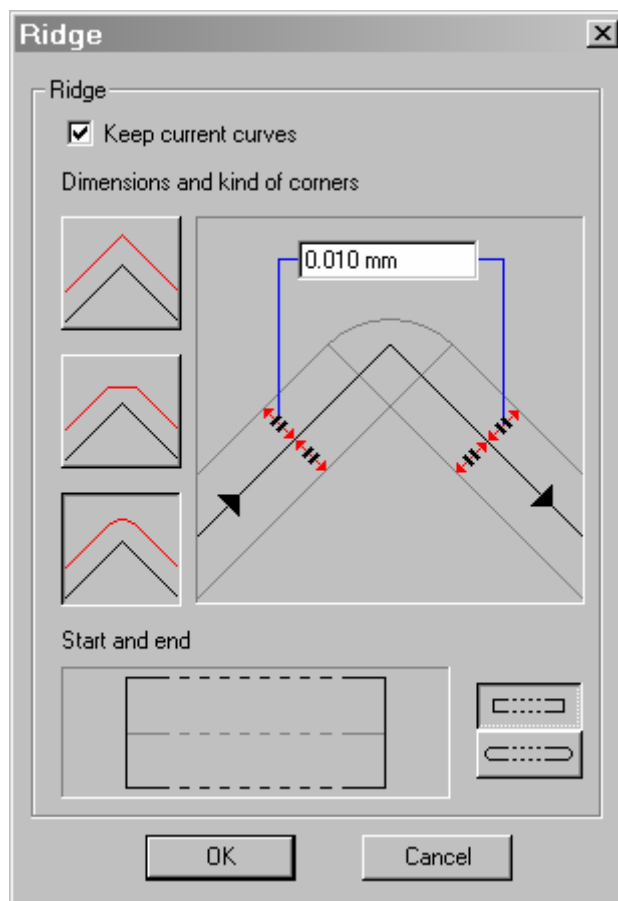 Ridge
Ridge
Keep current curves
Dimensions and kind of corners
0.010 mm
Start and end
OK
Cancel